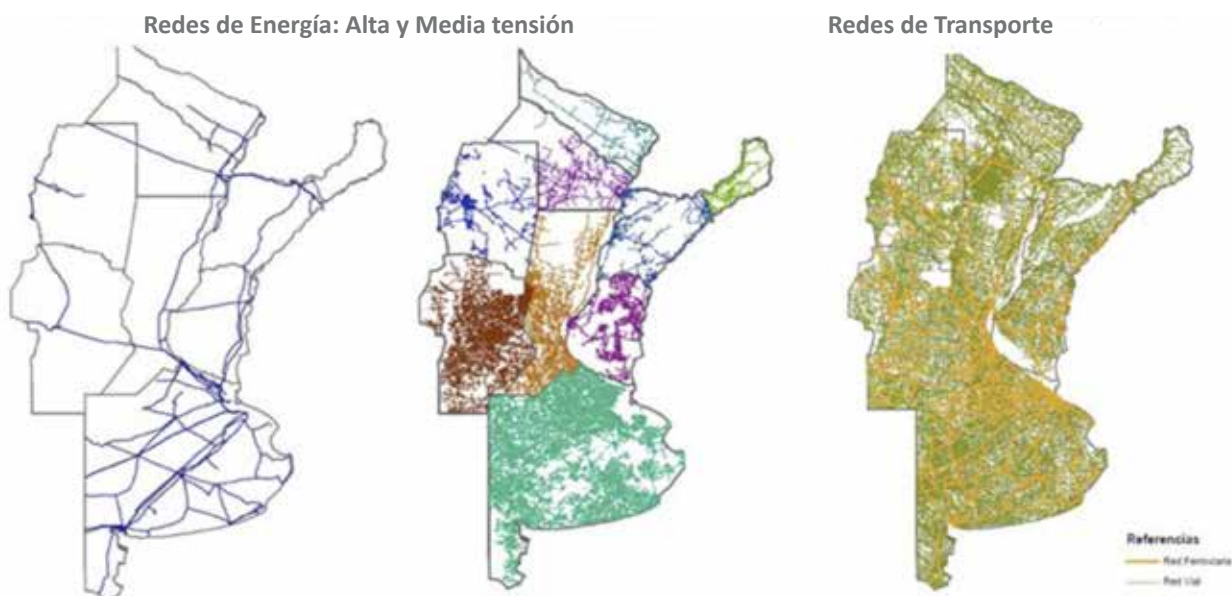 Redes de Energía: Alta y Media tensión
Redes de Transporte
Referencias
Red Ferroviaria
Red Vial